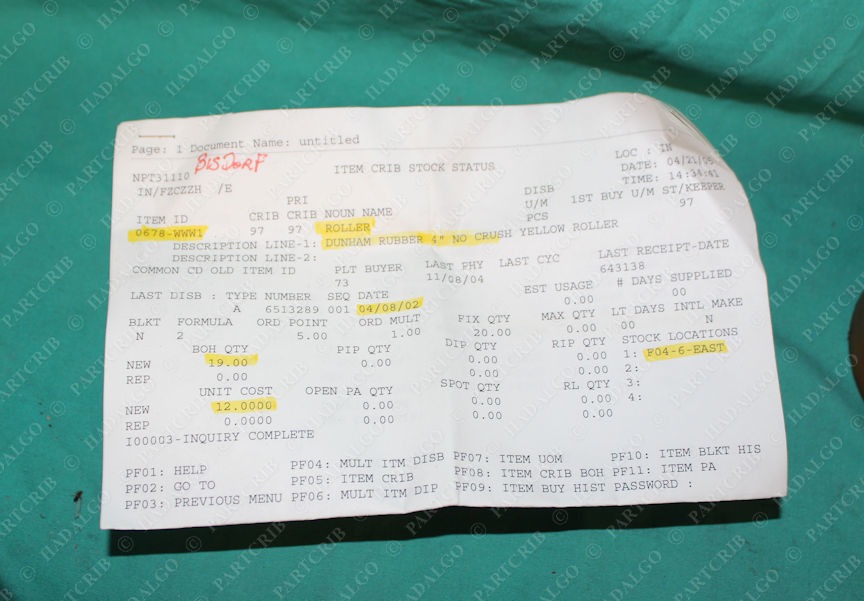 Page: 1 Document Name: untitled
BUSDORF
NPT31110 ITEM CRIB STOCK STATUS LOC : IN
IN/FZCZZH /E DATE: 04/21/05
TIME: 14:34:41
PRI DISB
U/M 1ST BUY U/M ST/KEEPER
ITEM ID CRIB CRIB NOUN NAME PCS 97
0678-WWW1 97 97 ROLLER
DESCRIPTION LINE-1: DUNHAM RUBBER 4" NO CRUSH YELLOW ROLLER
DESCRIPTION LINE-2:
COMMON CD OLD ITEM ID PLT BUYER LAST PHY LAST CYC LAST RECEIPT-DATE
73 11/08/04 643138
LAST DISB : TYPE NUMBER SEQ DATE EST USAGE # DAYS SUPPLIED
A 6513289 001 04/08/02 0.00 00
BLKT FORMULA ORD POINT ORD MULT FIX QTY MAX QTY LT DAYS INTL MAKE
N 2 5.00 1.00 20.00 0.00 00 N
BOH QTY PIP QTY DIP QTY RIP QTY STOCK LOCATIONS
NEW 19.00 0.00 0.00 0.00 1: F04-6-EAST
REP 0.00 0.00 0.00 2:
UNIT COST OPEN PA QTY SPOT QTY RL QTY 3:
NEW 12.0000 0.00 0.00 0.00 4:
REP 0.0000 0.00 0.00 0.00
I00003-INQUIRY COMPLETE
PF01: HELP PF04: MULT ITM DISB PF07: ITEM UOM PF10: ITEM BLKT HIS
PF02: GO TO PF05: ITEM CRIB PF08: ITEM CRIB BOH PF11: ITEM PA
PF03: PREVIOUS MENU PF06: MULT ITM DIP PF09: ITEM BUY HIST PASSWORD :
© HADALGO PARTCRIB